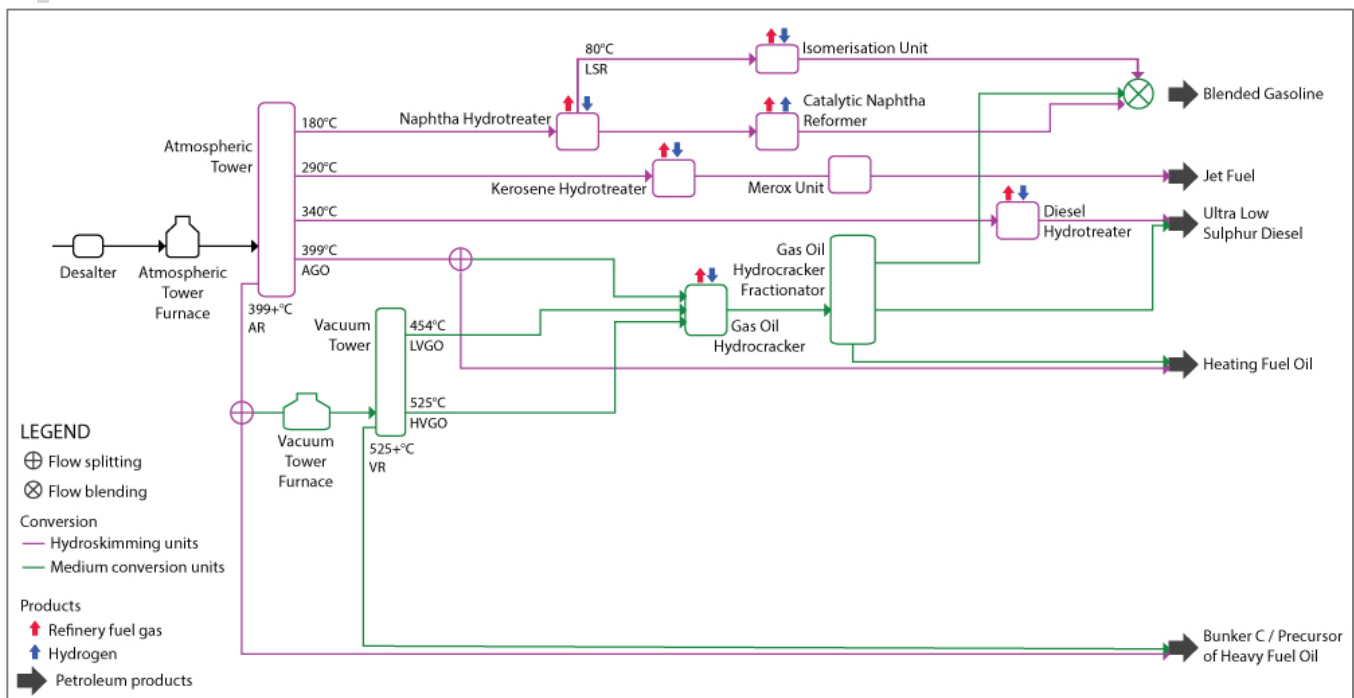 80°C
LSR
Isomerisation Unit
Naphtha Hydrotreater
Catalytic Naphtha
Reformer
Blended Gasoline
Atmospheric
Tower
180°C
290°C
Kerosene Hydrotreater
Merox Unit
Jet Fuel
340°C
Diesel
Hydrotreater
Ultra Low
Sulphur Diesel
Desalter
Atmospheric
Tower
Furnace
399°C
AGO
399+°C
AR
Gas Oil
Hydrocracker
Fractionator
Vacuum
Tower
454°C
LVGO
Gas Oil
Hydrocracker
Heating Fuel Oil
525°C
HVGO
525+°C
VR
Vacuum
Tower
Furnace
LEGEND
Flow splitting
Flow blending
Conversion
Hydroskimming units
Medium conversion units
Products
Refinery fuel gas
Hydrogen
Petroleum products
Bunker C / Precursor
of Heavy Fuel Oil